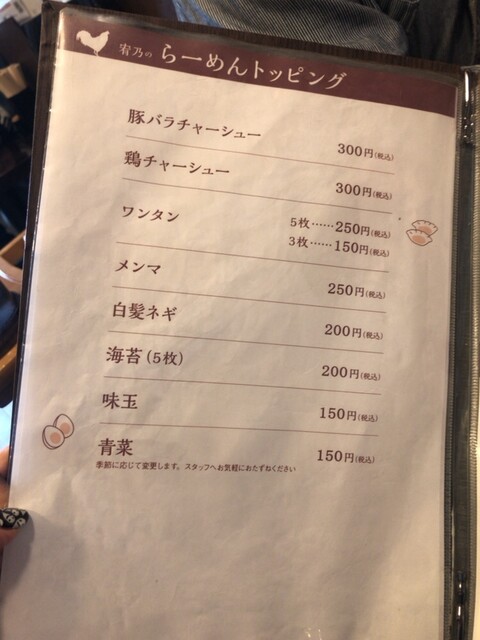 宥乃の らーめんトッピング
豚バラチャーシュー 300円(税込)
鶏チャーシュー 300円(税込)
ワンタン 5枚……250円(税込)
3枚……150円(税込)
メンマ 250円(税込)
白髪ネギ 200円(税込)
海苔(5枚) 200円(税込)
味玉 150円(税込)
青菜 150円(税込)
季節に応じて変更します。スタッフへお気軽におたずねください